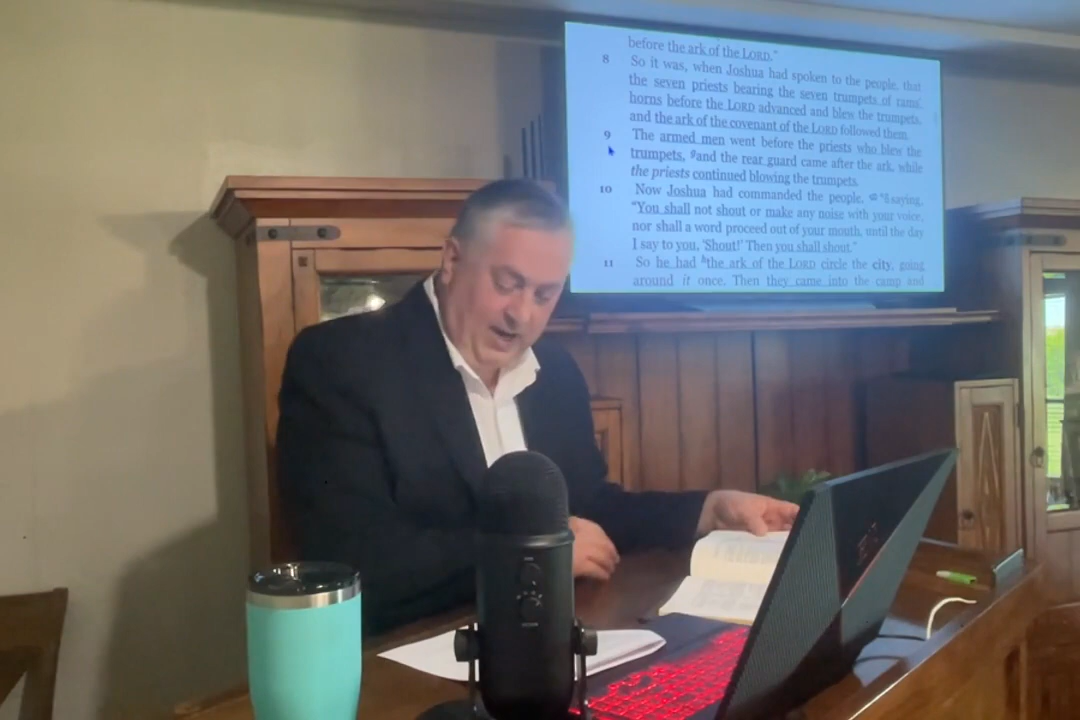 before the ark of the LORD."
8 So it was, when Joshua had spoken to the people, that
the seven priests bearing the seven trumpets of rams'
horns before the LORD advanced and blew the trumpets,
and the ark of the covenant of the LORD followed them.
9 The armed men went before the priests who blew the
trumpets, and the rear guard came after the ark, while
the priests continued blowing the trumpets.
10 Now Joshua had commanded the people, saying,
"You shall not shout or make any noise with your voice,
nor shall a word proceed out of your mouth, until the day
I say to you, 'Shout!' Then you shall shout."
11 So he had the ark of the LORD circle the city, going
around it once. Then they came into the camp and